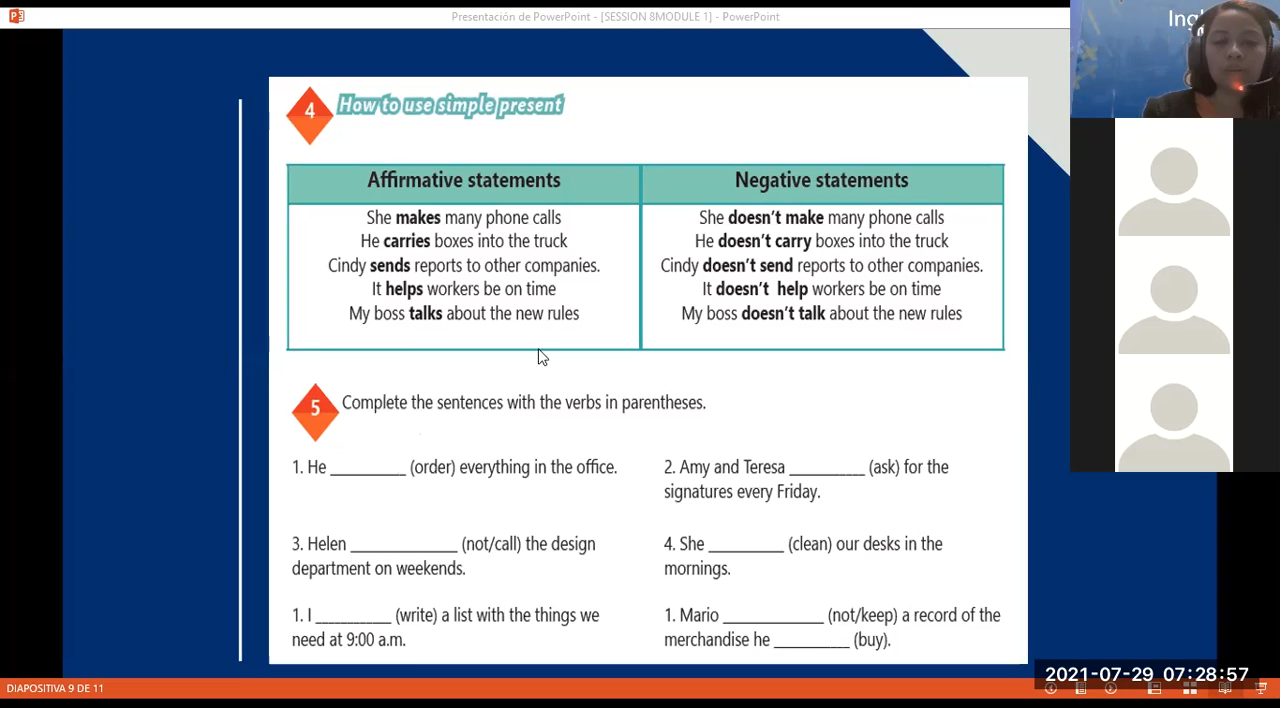 Presentación de PowerPoint - [SESSION 8MODULE 1] - PowerPoint
4
How to use simple present
Affirmative statements
Negative statements
She makes many phone calls
He carries boxes into the truck
Cindy sends reports to other companies.
It helps workers be on time
My boss talks about the new rules
She doesn't make many phone calls
He doesn't carry boxes into the truck
Cindy doesn't send reports to other companies.
It doesn't help workers be on time
My boss doesn't talk about the new rules
5
Complete the sentences with the verbs in parentheses.
1. He __________ (order) everything in the office.
2. Amy and Teresa __________ (ask) for the
signatures every Friday.
3. Helen ______________ (not/call) the design
department on weekends.
4. She __________ (clean) our desks in the
mornings.
1. I __________ (write) a list with the things we
need at 9:00 a.m.
1. Mario _____________ (not/keep) a record of the
merchandise he __________ (buy).
2021-07-29 07:28:57
DIAPOSITIVA 9 DE 11